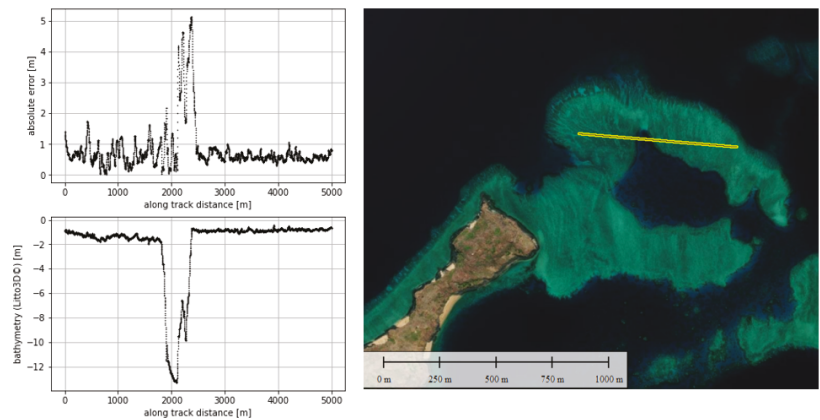 absolute error [m]
5
4
3
2
1
0
0 1000 2000 3000 4000 5000
along track distance [m]
bathymetry (Litto3D©) [m]
0
−2
−4
−6
−8
−10
−12
0 1000 2000 3000 4000 5000
along track distance [m]
0 m 250 m 500 m 750 m 1000 m